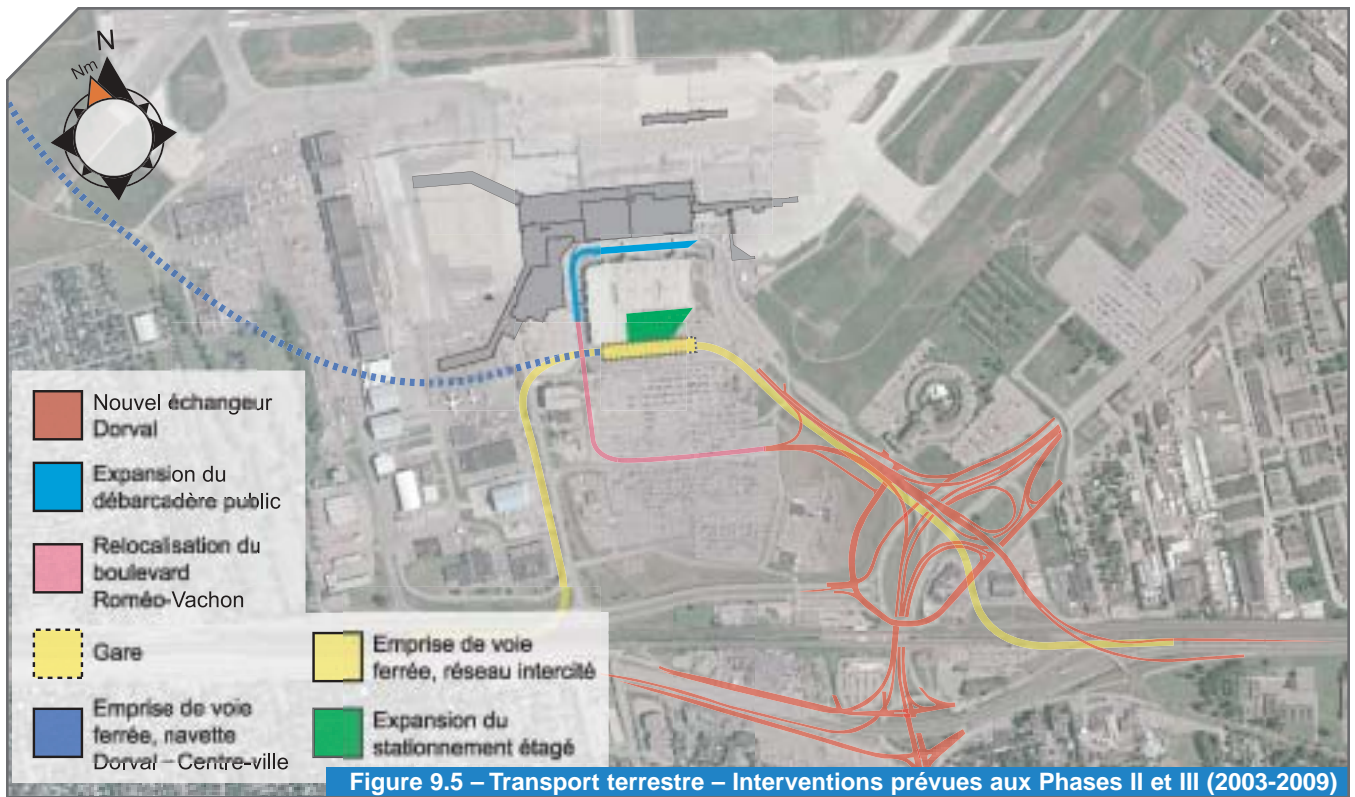 N
Nm
Nouvel échangeur
Dorval
Expansion du
débarcadère public
Relocalisation du
boulevard
Roméo-Vachon
Gare
Emprise de voie
ferrée, navette
Dorval - Centre-ville
Emprise de voie
ferrée, réseau intercité
Expansion du
stationnement étagé
Figure 9.5 – Transport terrestre – Interventions prévues aux Phases II et III (2003-2009)